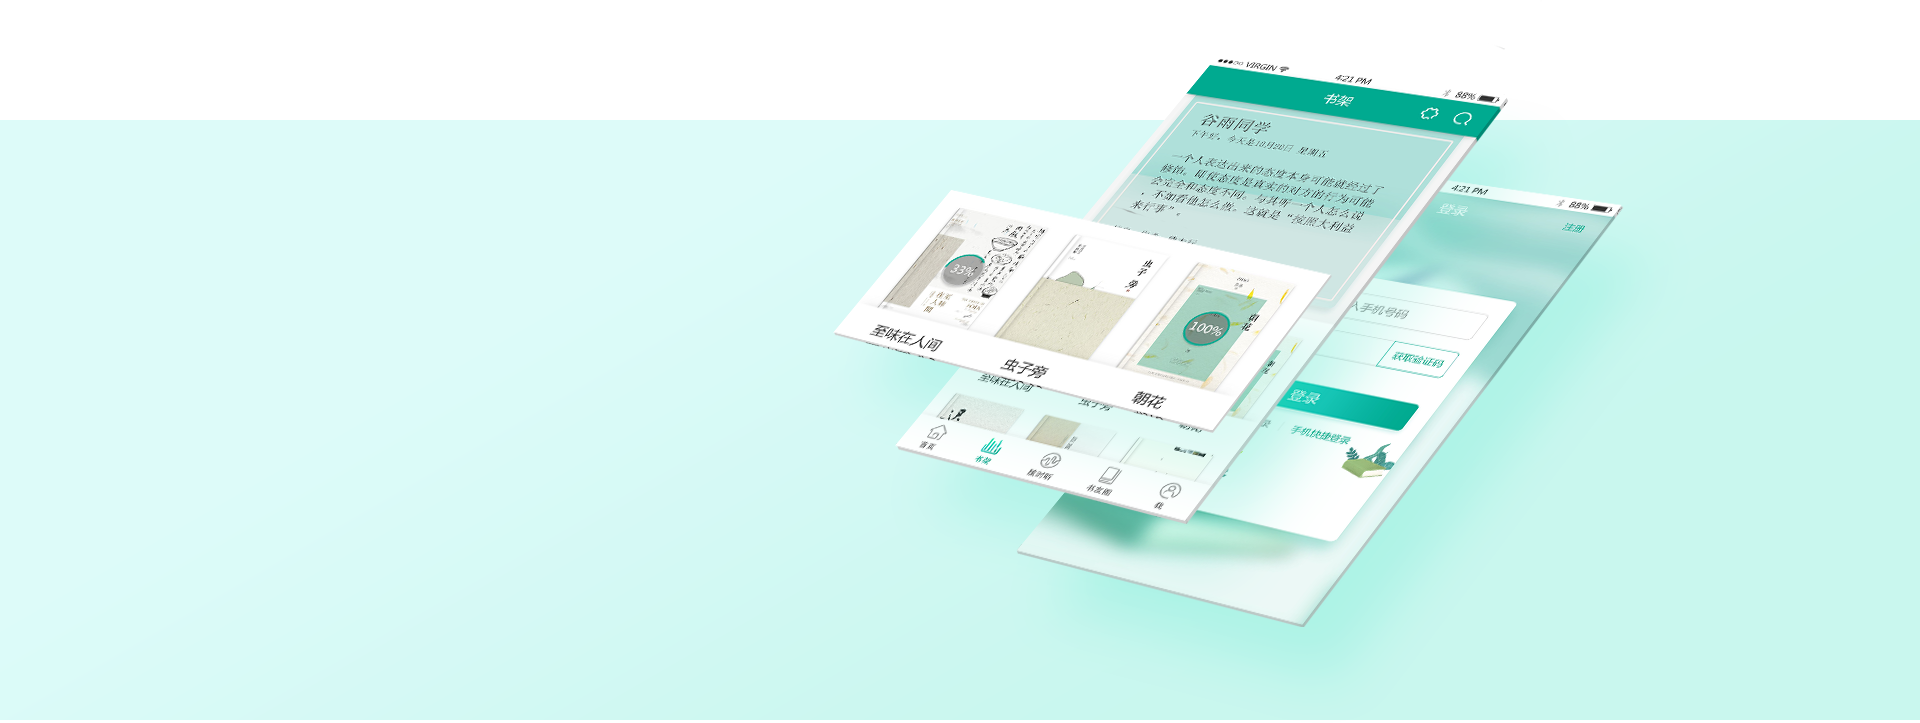 VIRGIN
4:21 PM
88%
书架
谷雨同学
下午好，今天是10月20日 星期五
一个人表达出来的态度本身可能就经过了
修饰。即使态度是真实的对方的行为可能
会完全和态度不同。与其听一个人怎么说
，不如看他怎么做。这就是“按照大利益
来行事”。
33%
100%
至味在人间
虫子旁
朝花
虫子旁
至味在人间
虫子旁
首页
书架
随时听
书友圈
我
4:21 PM
88%
登录
注册
入手机号码
获取验证码
登录
手机快捷登录